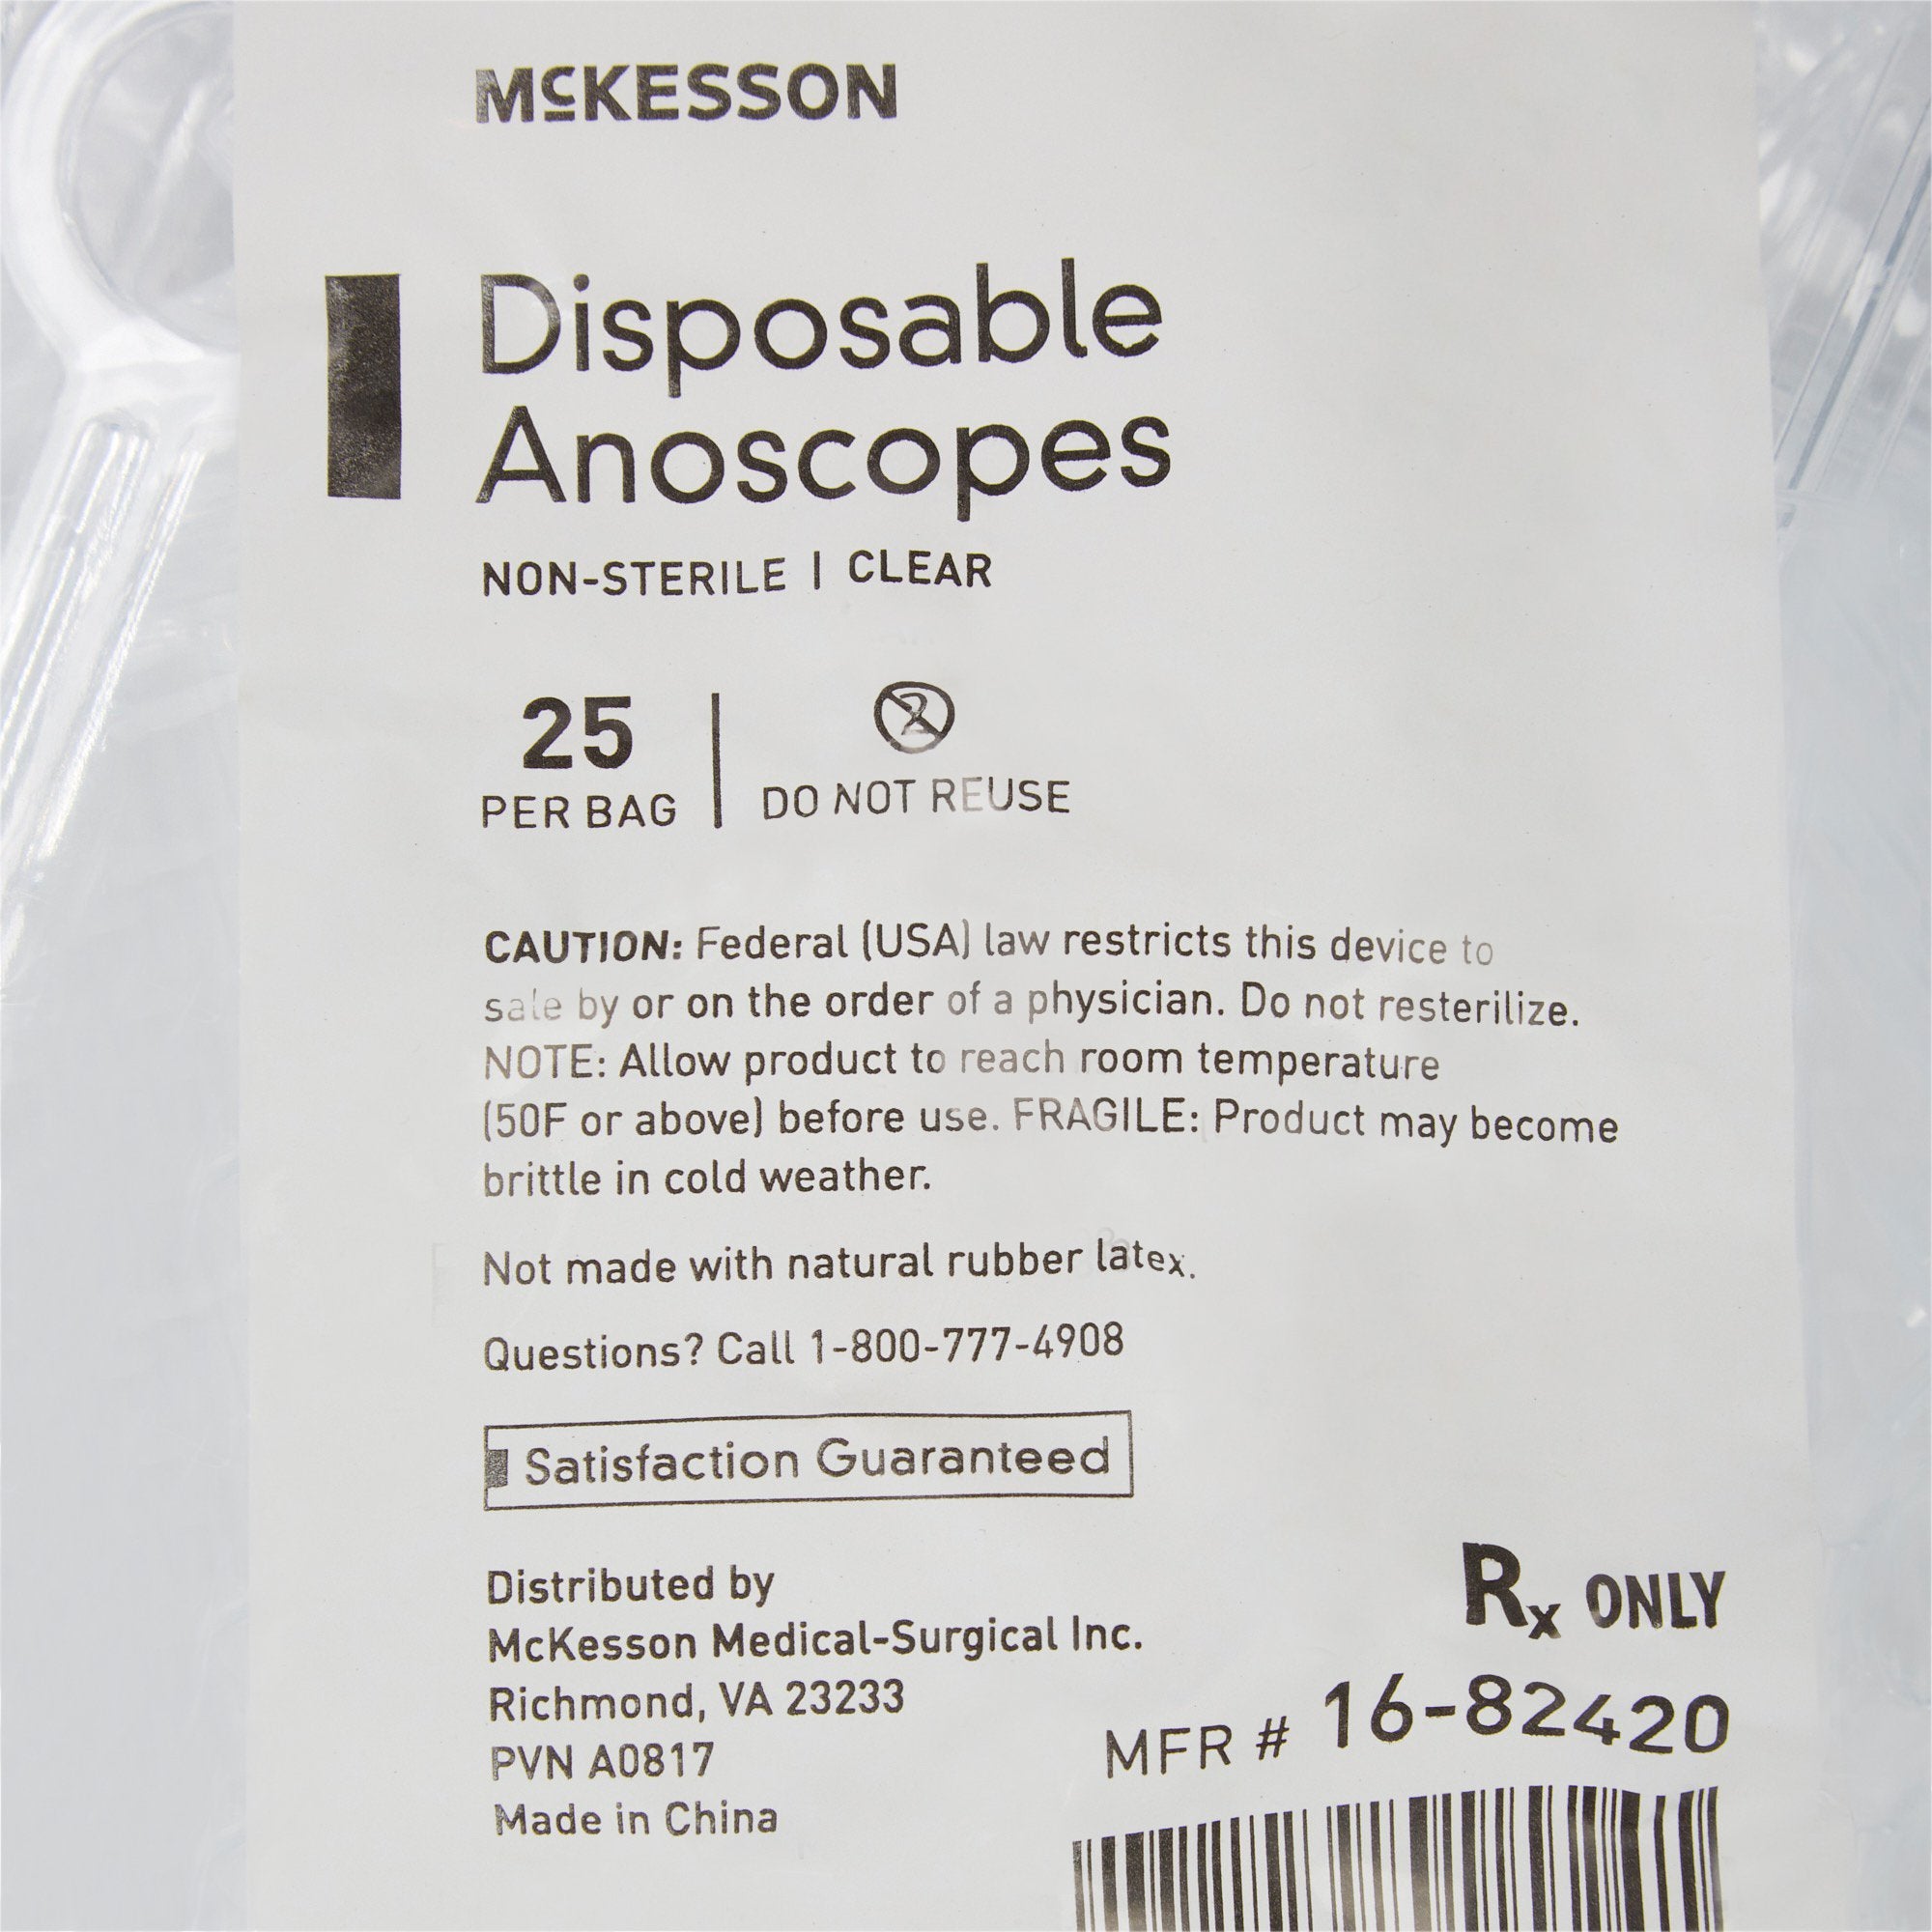 McKESSON
Disposable
Anoscopes
NON-STERILE | CLEAR
25
PER BAG
2
DO NOT REUSE
CAUTION: Federal (USA) law restricts this device to
sale by or on the order of a physician. Do not resterilize.
NOTE: Allow product to reach room temperature
(50F or above) before use. FRAGILE: Product may become
brittle in cold weather.
Not made with natural rubber latex.
Questions? Call 1-800-777-4908
Satisfaction Guaranteed
Distributed by
McKesson Medical-Surgical Inc.
Richmond, VA 23233
PVN A0817
Made in China
Rx ONLY
MFR # 16-82420